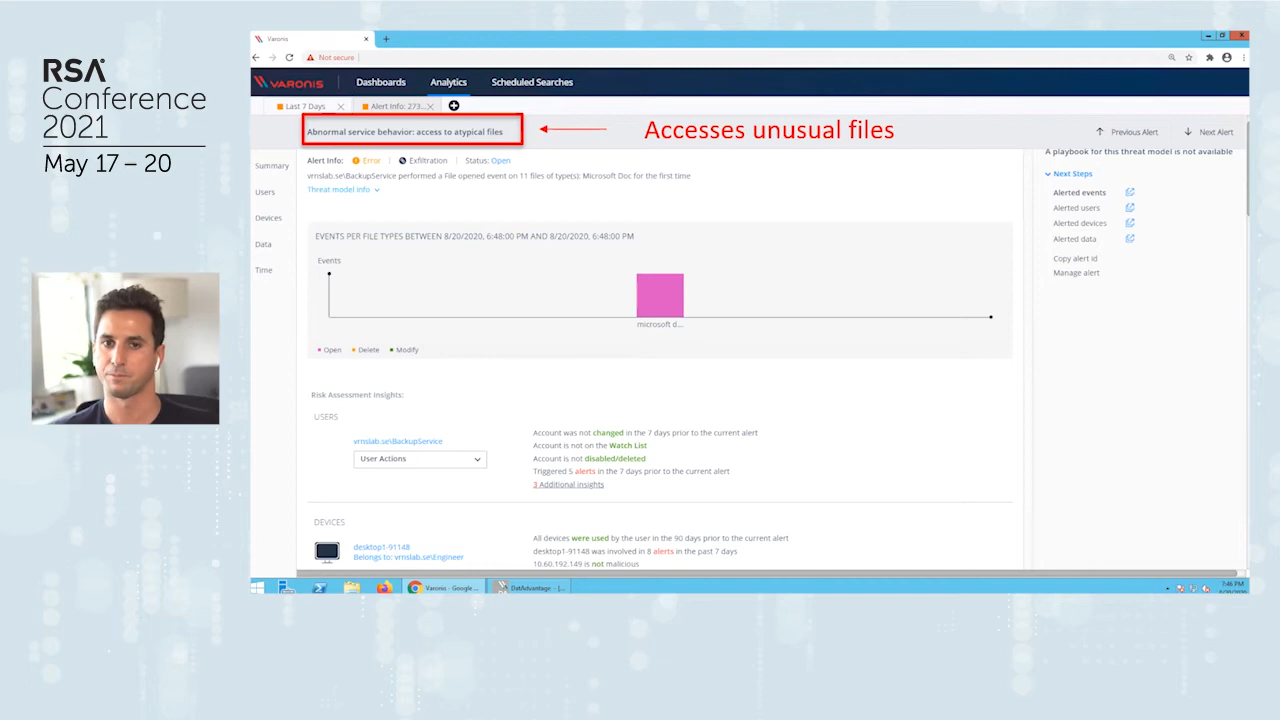 RSA
Conference
2021
May 17 – 20
Varonis
Not secure
VARONIS
Dashboards
Analytics
Scheduled Searches
Last 7 Days
Alert Info: 273...
Abnormal service behavior: access to atypical files
Accesses unusual files
Previous Alert
Next Alert
Summary
Users
Devices
Data
Time
Alert Info: Error Exfiltration Status: Open
vrnslab.se\BackupService performed a File opened event on 11 files of type(s): Microsoft Doc for the first time
Threat model info
A playbook for this threat model is not available
Next Steps
Alerted events
Alerted users
Alerted devices
Alerted data
Copy alert id
Manage alert
EVENTS PER FILE TYPES BETWEEN 8/20/2020, 6:48:00 PM AND 8/20/2020, 6:48:00 PM
Events
microsoft d...
Open Delete Modify
Risk Assessment Insights:
USERS
vrnslab.se\BackupService
User Actions
Account was not changed in the 7 days prior to the current alert
Account is not on the Watch List
Account is not disabled/deleted
Triggered 5 alerts in the 7 days prior to the current alert
3 Additional insights
DEVICES
desktop1-91148
Belongs to: vrnslab.se\Engineer
All devices were used by the user in the 90 days prior to the current alert
desktop1-91148 was involved in 8 alerts in the past 7 days
10.60.192.149 is not malicious
Varonis - Google ...
DatAdvantage - [...
7:46 PM